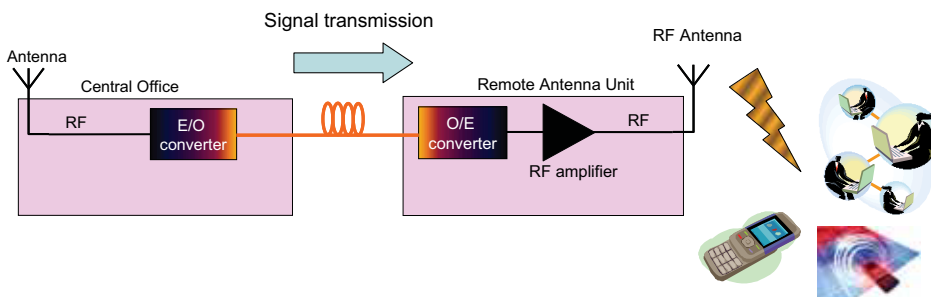 Signal transmission
Antenna
RF Antenna
Central Office
Remote Antenna Unit
RF
E/O
converter
O/E
converter
RF
RF amplifier